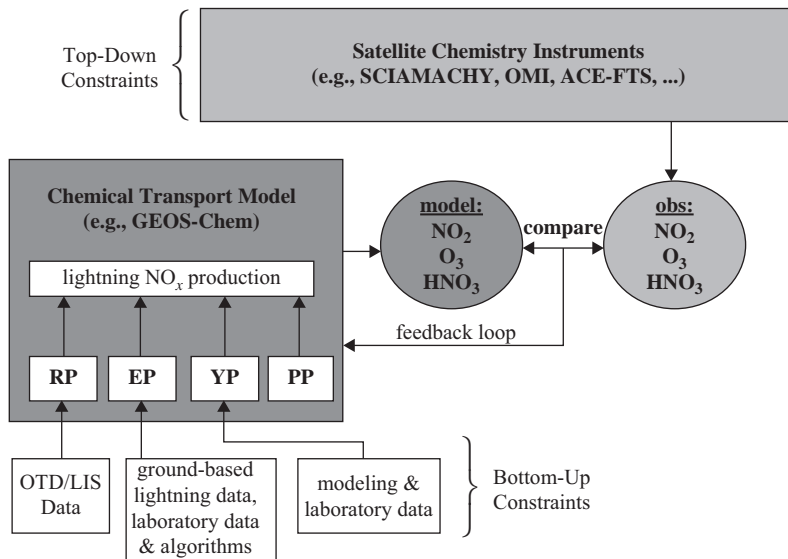 Top-Down
Constraints
Satellite Chemistry Instruments
(e.g., SCIAMACHY, OMI, ACE-FTS, ...)
Chemical Transport Model
(e.g., GEOS-Chem)
lightning NOₓ production
RP
EP
YP
PP
model:
NO₂
O₃
HNO₃
compare
obs:
NO₂
O₃
HNO₃
feedback loop
OTD/LIS
Data
ground-based
lightning data,
laboratory data
& algorithms
modeling &
laboratory data
Bottom-Up
Constraints